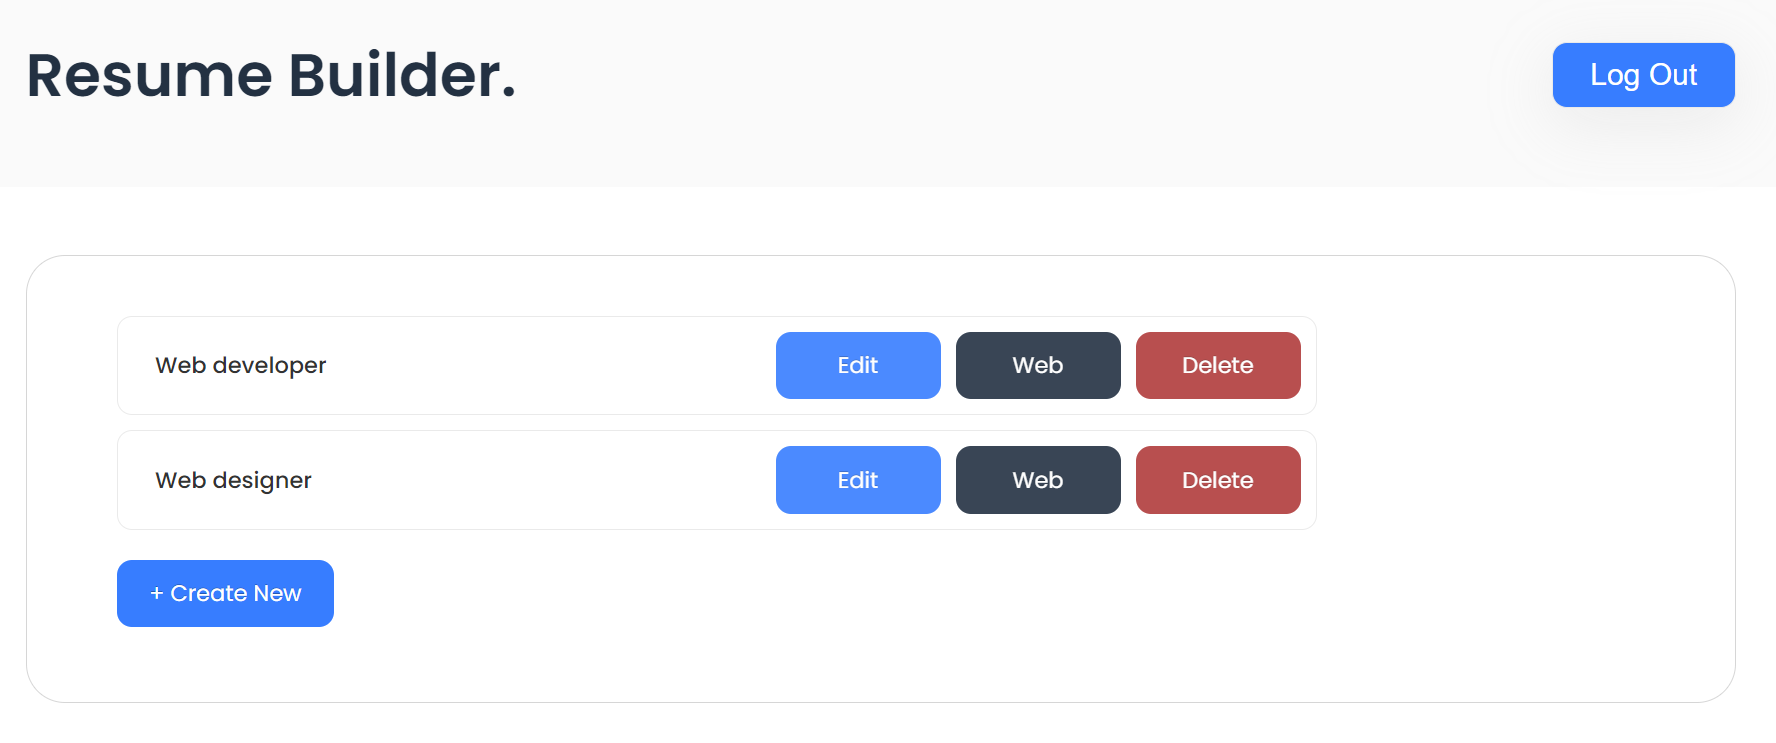 Resume Builder.
Log Out
Web developer
Edit
Web
Delete
Web designer
Edit
Web
Delete
+ Create New